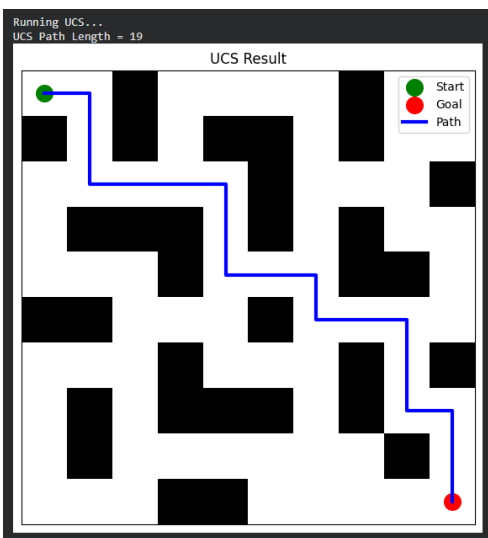 Running UCS...
UCS Path Length = 19
UCS Result
Start
Goal
Path